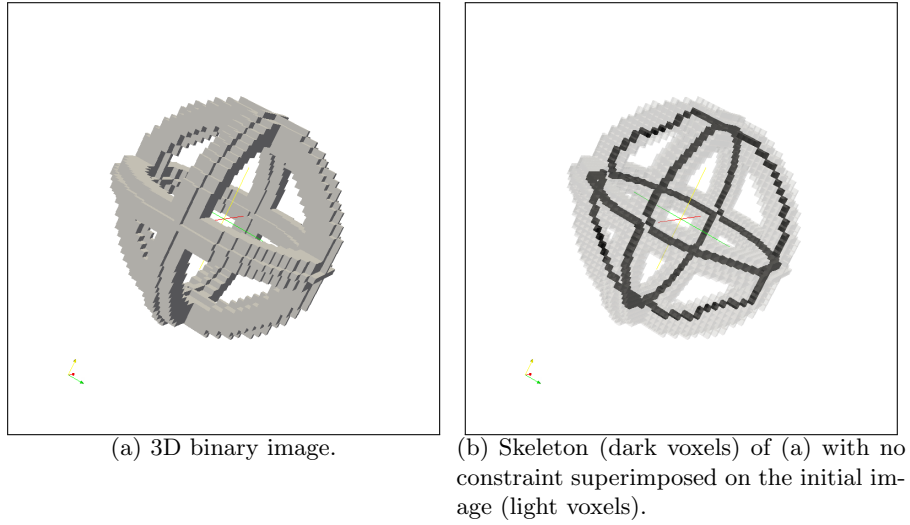 (a) 3D binary image.
(b) Skeleton (dark voxels) of (a) with no
constraint superimposed on the initial im-
age (light voxels).